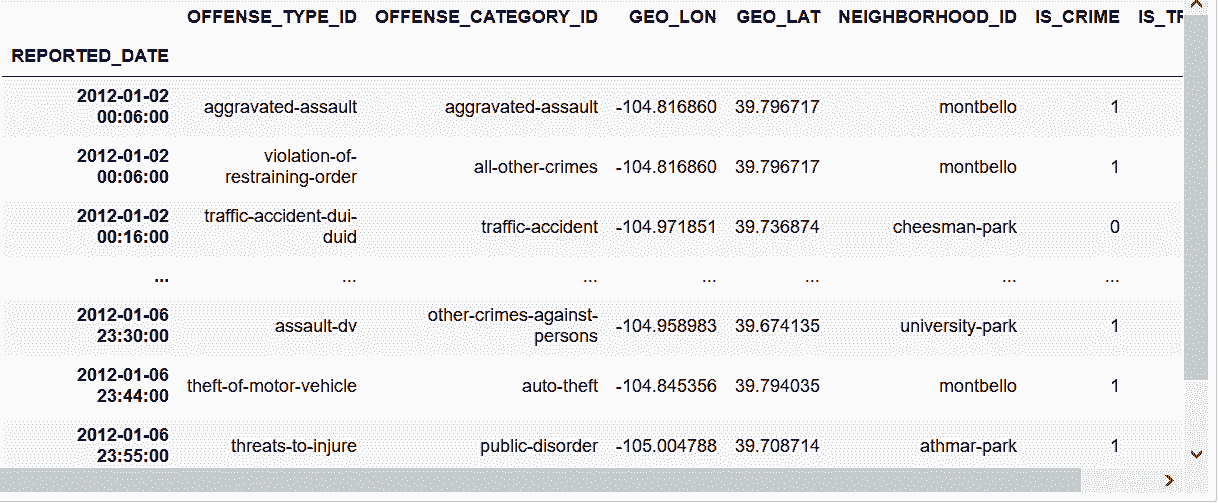 OFFENSE_TYPE_ID OFFENSE_CATEGORY_ID GEO_LON GEO_LAT NEIGHBORHOOD_ID IS_CRIME IS_TR
REPORTED_DATE
2012-01-02
00:06:00 aggravated-assault aggravated-assault -104.816860 39.796717 montbello 1
2012-01-02
00:06:00 violation-of-
restraining-order all-other-crimes -104.816860 39.796717 montbello 1
2012-01-02
00:16:00 traffic-accident-dui-
duid traffic-accident -104.971851 39.736874 cheesman-park 0
... ... ... ... ... ... ...
2012-01-06
23:30:00 assault-dv other-crimes-against-
persons -104.958983 39.674135 university-park 1
2012-01-06
23:44:00 theft-of-motor-vehicle auto-theft -104.845356 39.794035 montbello 1
2012-01-06
23:55:00 threats-to-injure public-disorder -105.004788 39.708714 athmar-park 1